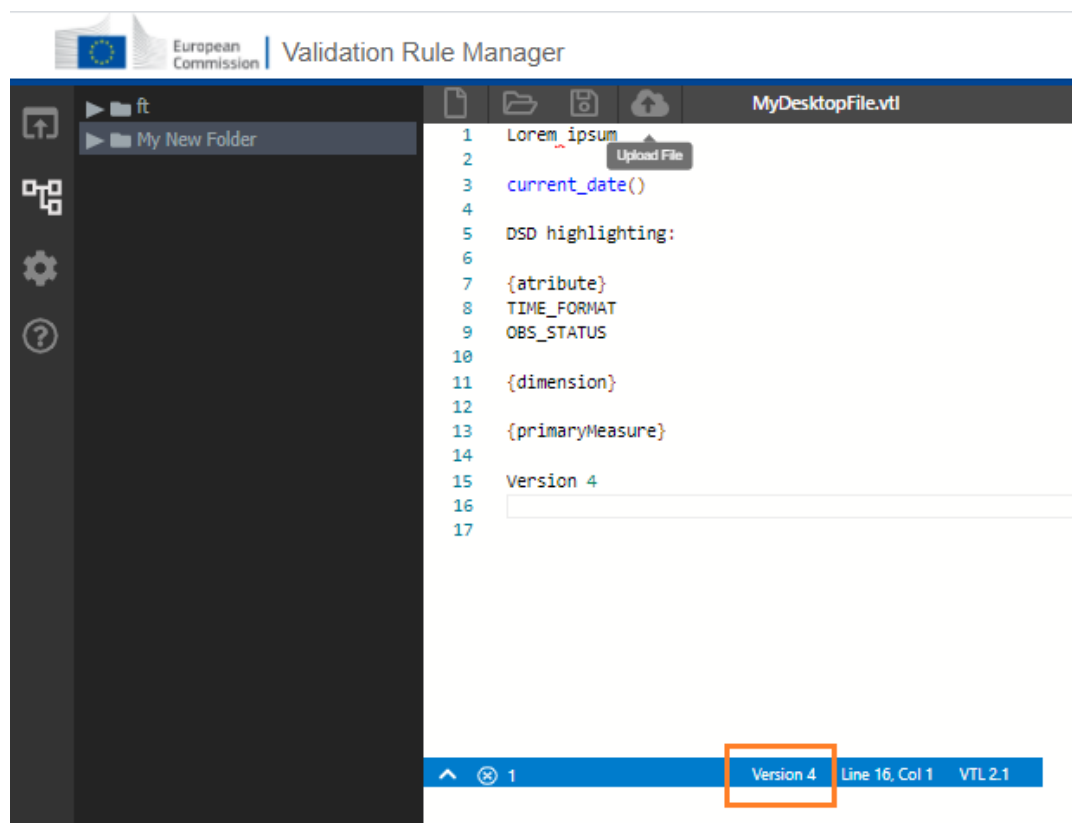 European
Commission
Validation Rule Manager
ft
My New Folder
MyDesktopFile.vtl
1 Lorem ipsum
Upload File
2
3 current_date()
4
5 DSD highlighting:
6
7 {atribute}
8 TIME_FORMAT
9 OBS_STATUS
10
11 {dimension}
12
13 {primaryMeasure}
14
15 Version 4
16
17
1 Version 4 Line 16, Col 1 VTL 2.1